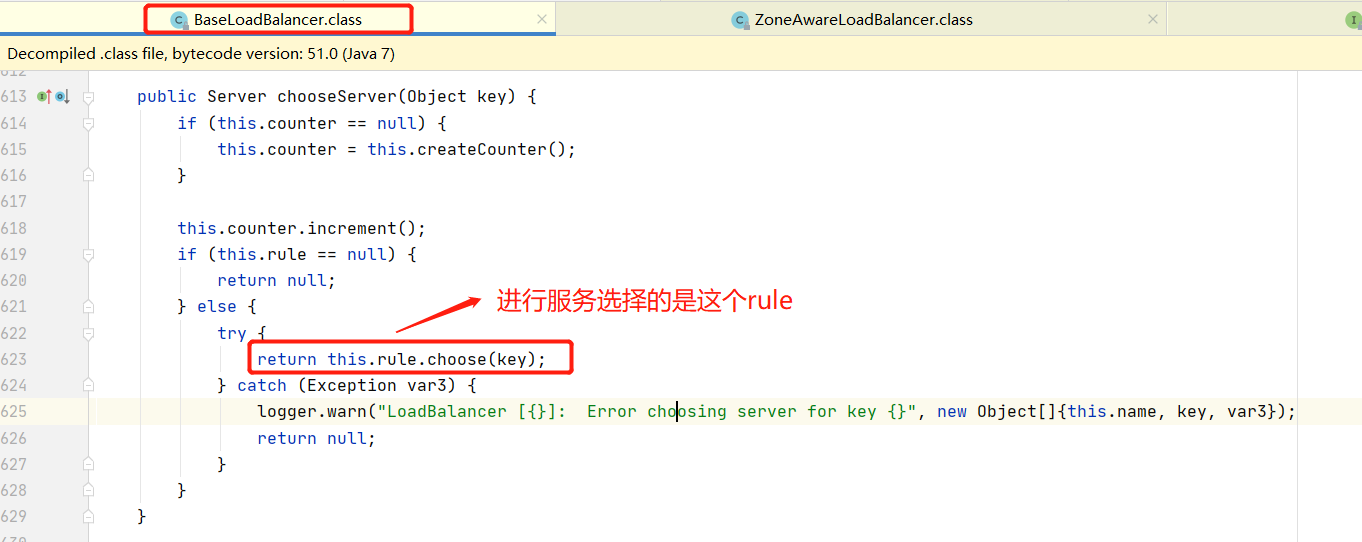 BaseLoadBalancer.class
ZoneAwareLoadBalancer.class
Decompiled .class file, bytecode version: 51.0 (Java 7)
612
613 public Server chooseServer(Object key) {
614 if (this.counter == null) {
615 this.counter = this.createCounter();
616 }
617
618 this.counter.increment();
619 if (this.rule == null) {
620 return null;
621 } else {
进行服务选择的是这个rule
622 try {
623 return this.rule.choose(key);
624 } catch (Exception var3) {
625 logger.warn("LoadBalancer [{}]:  Error choosing server for key {}", new Object[]{this.name, key, var3});
626 return null;
627 }
628 }
629 }
630